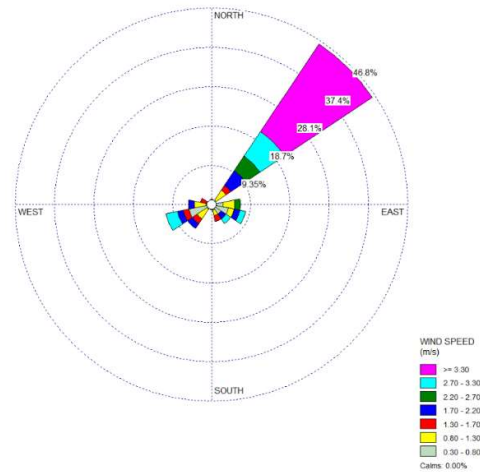 NORTH
46.8%
37.4%
28.1%
18.7%
9.35%
WEST
EAST
SOUTH
WIND SPEED
(m/s)
>= 3.30
2.70 - 3.30
2.20 - 2.70
1.70 - 2.20
1.30 - 1.70
0.80 - 1.30
0.30 - 0.80
Calms: 0.00%